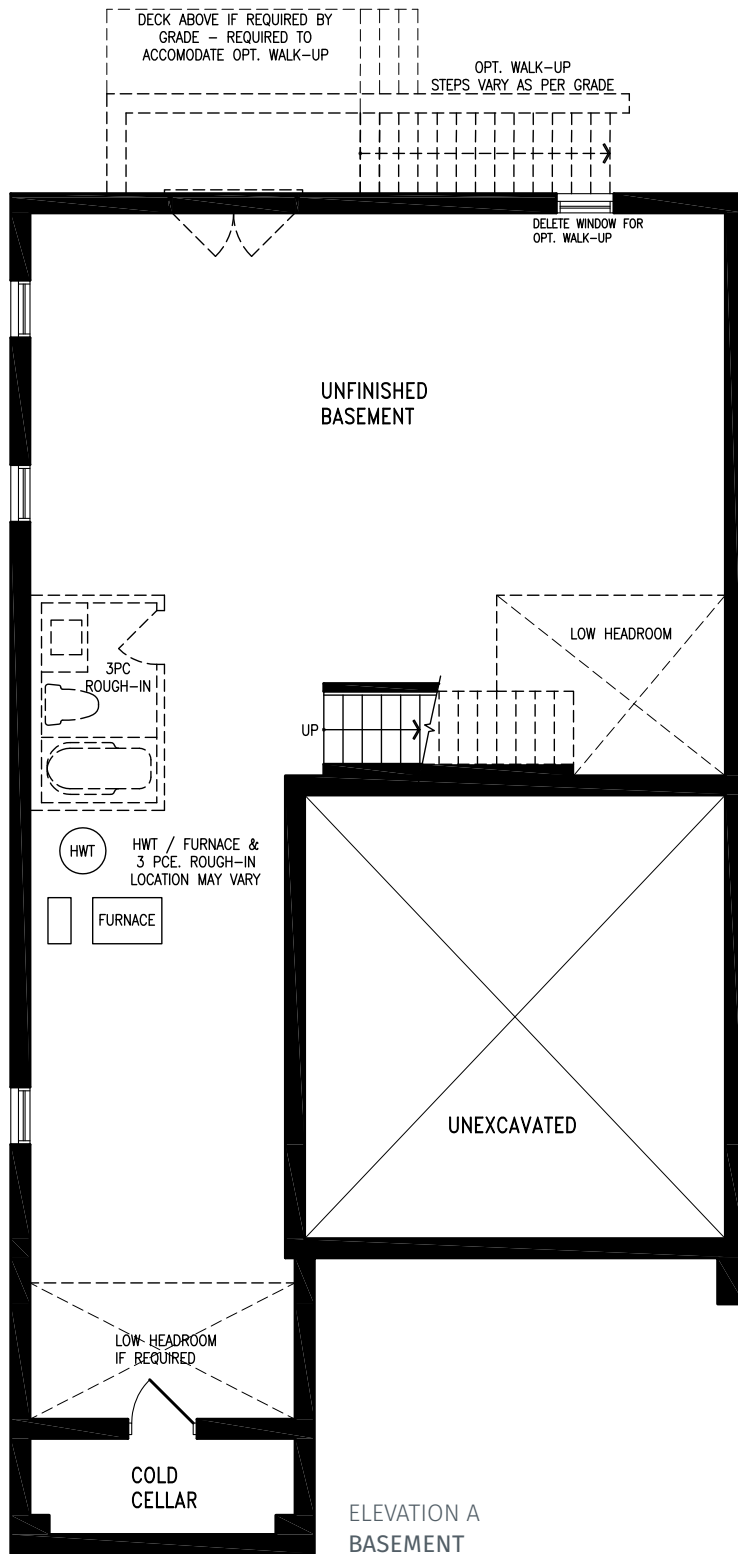 DECK ABOVE IF REQUIRED BY
GRADE – REQUIRED TO
ACCOMODATE OPT. WALK–UP
OPT. WALK–UP
STEPS VARY AS PER GRADE
DELETE WINDOW FOR
OPT. WALK–UP
UNFINISHED
BASEMENT
LOW HEADROOM
3PC
ROUGH–IN
UP
HWT
HWT / FURNACE &
3 PCE. ROUGH–IN
LOCATION MAY VARY
FURNACE
UNEXCAVATED
LOW HEADROOM
IF REQUIRED
COLD
CELLAR
ELEVATION A
BASEMENT